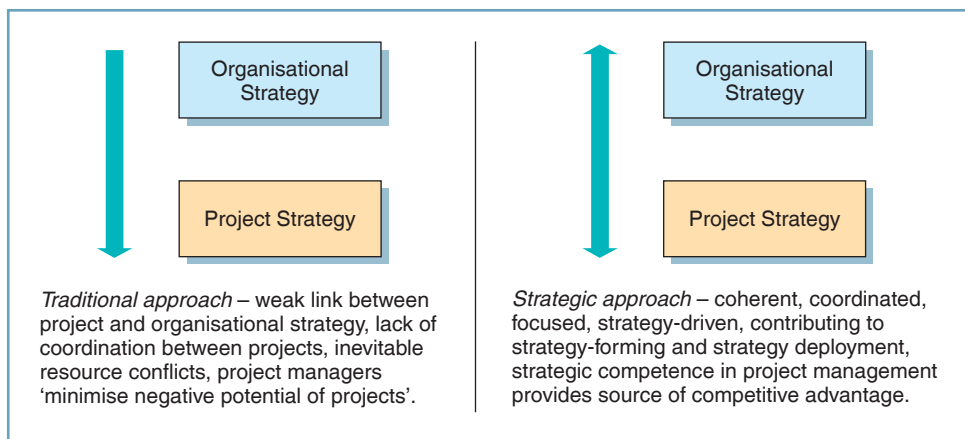 Organisational
Strategy
Project Strategy
Traditional approach – weak link between
project and organisational strategy, lack of
coordination between projects, inevitable
resource conflicts, project managers
‘minimise negative potential of projects’.
Organisational
Strategy
Project Strategy
Strategic approach – coherent, coordinated,
focused, strategy-driven, contributing to
strategy-forming and strategy deployment,
strategic competence in project management
provides source of competitive advantage.